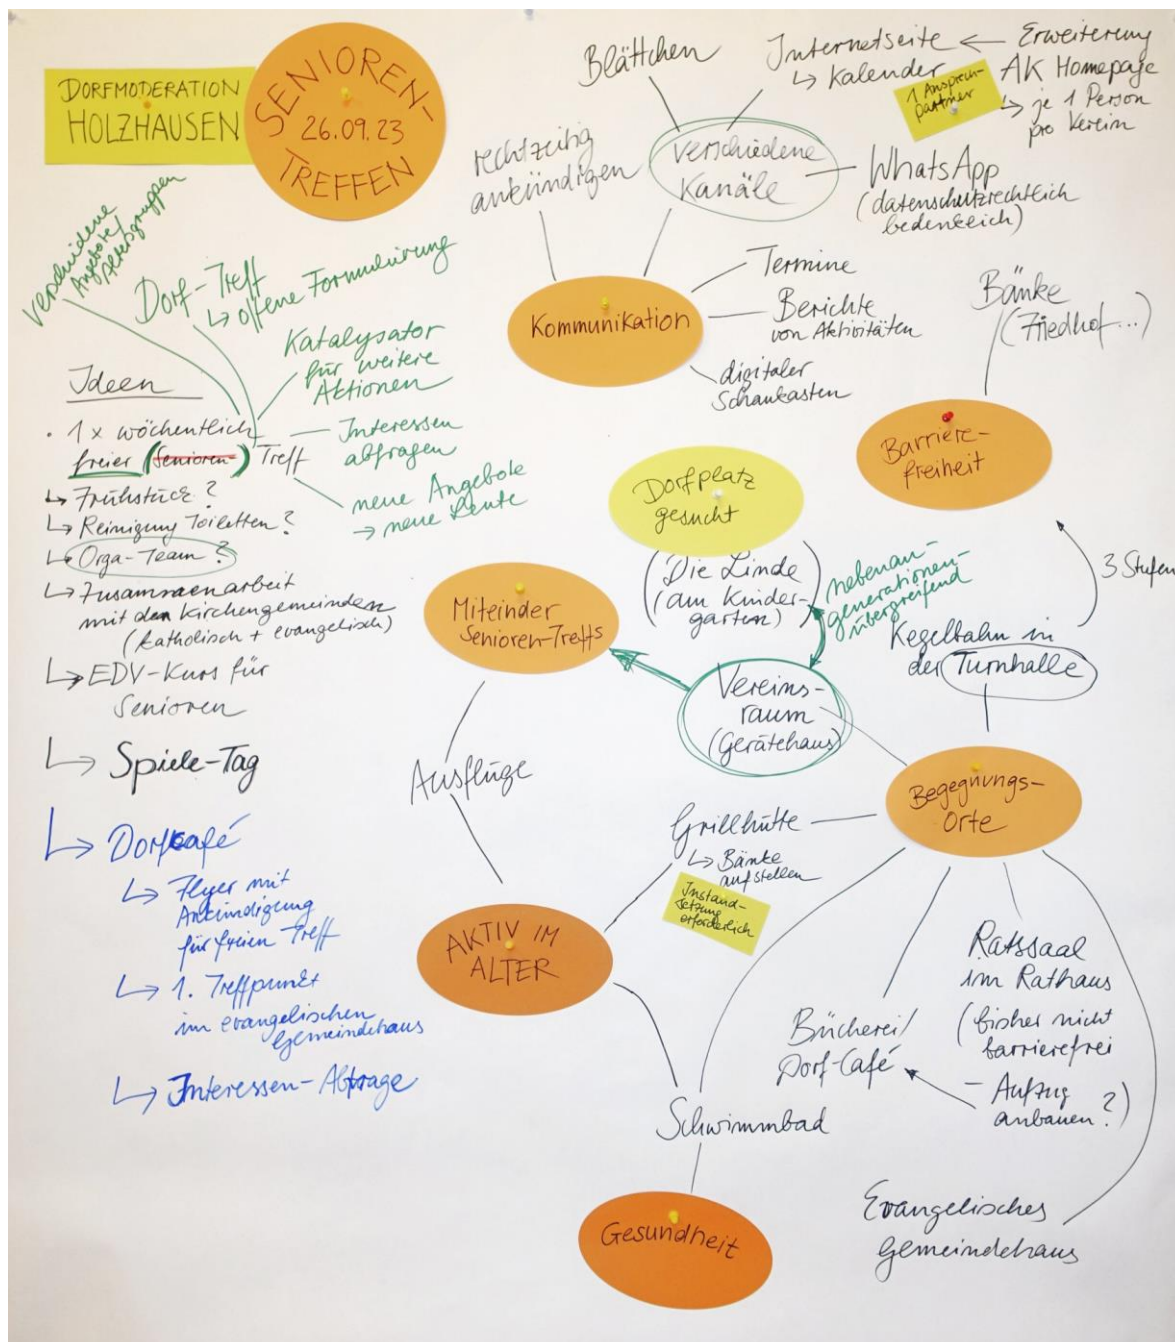 DORFMODERATION
HOLZHAUSEN
SENIOREN-
26.09.23
TREFFEN
verschiedene
Angebote/
Altersgruppen
Dorf-Treff
↳ offene Formulierung
Katalysator
für weitere
Aktionen
Interessen
abfragen
neue Angebote
→ neue Leute
Ideen
· 1x wöchentlich
freier (Senioren-) Treff
↳ Frühstück?
↳ Reinigung Toiletten?
↳ Orga-Team?
↳ Zusammenarbeit
mit den Kirchengemeinden
(katholisch + evangelisch)
↳ EDV-Kurs für
Senioren
↳ Spiele-Tag
↳ Dorfcafé
↳ Flyer mit
Ankündigung
für freien Treff
↳ 1. Treffpunkt
im evangelischen
Gemeindehaus
↳ Interessen-Abfrage
Blättchen
Internetseite ←
↳ Kalender
Erweiterung
AK Homepage
↳ je 1 Person
pro Verein
1 Ansprech-
partner
rechtzeitig
ankündigen
verschiedene
Kanäle
WhatsApp
(datenschutzrechtlich
bedenklich)
Kommunikation
Termine
Berichte
von Aktivitäten
digitaler
Schaukasten
Bänke
(Friedhof...)
Barriere-
freiheit
3 Stufen
Dorfplatz
gesucht
(Die Linde
(am Kinder-
garten)
nebenan-
generationen-
übergreifend
Miteinder
Senioren-Treffs
Vereins-
raum
(Gerätehaus)
Kegelbahn in
der Turnhalle
Begegnungs-
Orte
Ausflüge
Grillhütte
↳ Bänke
aufstellen
Instand-
setzung
erforderlich
AKTIV IM
ALTER
Ratssaal
im Rathaus
(bisher nicht
barrierefrei
- Aufzug
anbauen?)
Bücherei/
Dorf-Café
Schwimmbad
Evangelisches
Gemeindehaus
Gesundheit